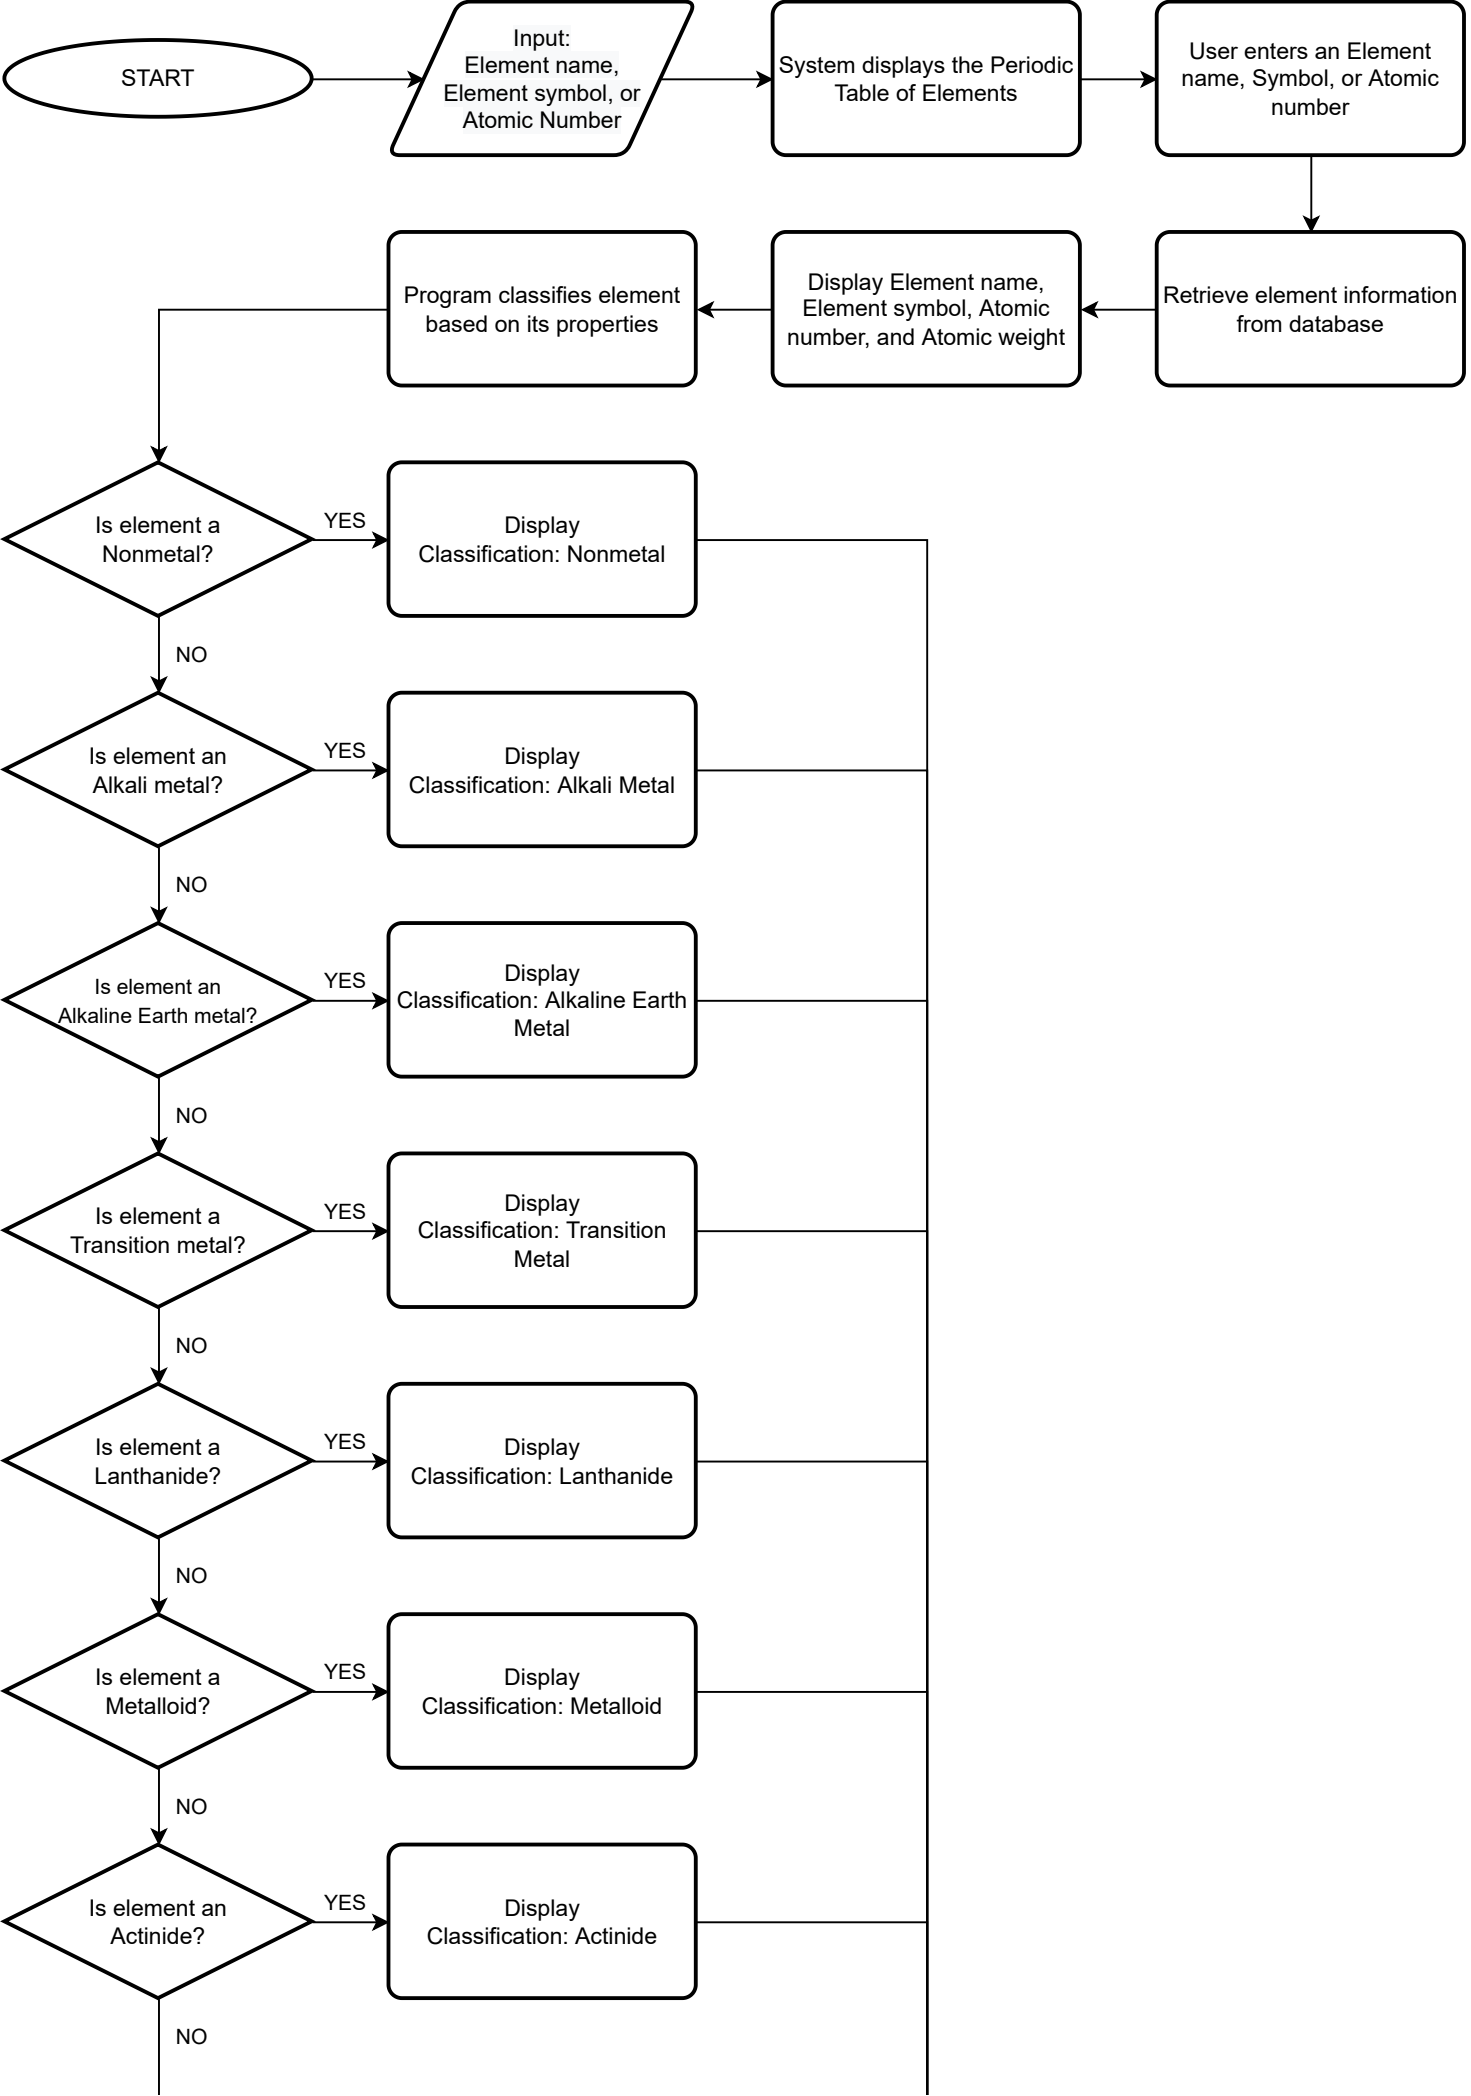 START
Input:
Element name,
Element symbol, or
Atomic Number
System displays the Periodic
Table of Elements
User enters an Element
name, Symbol, or Atomic
number
Retrieve element information
from database
Display Element name,
Element symbol, Atomic
number, and Atomic weight
Program classifies element
based on its properties
Is element a
Nonmetal?
YES
Display
Classification: Nonmetal
NO
Is element an
Alkali metal?
YES
Display
Classification: Alkali Metal
NO
Is element an
Alkaline Earth metal?
YES
Display
Classification: Alkaline Earth
Metal
NO
Is element a
Transition metal?
YES
Display
Classification: Transition
Metal
NO
Is element a
Lanthanide?
YES
Display
Classification: Lanthanide
NO
Is element a
Metalloid?
YES
Display
Classification: Metalloid
NO
Is element an
Actinide?
YES
Display
Classification: Actinide
NO